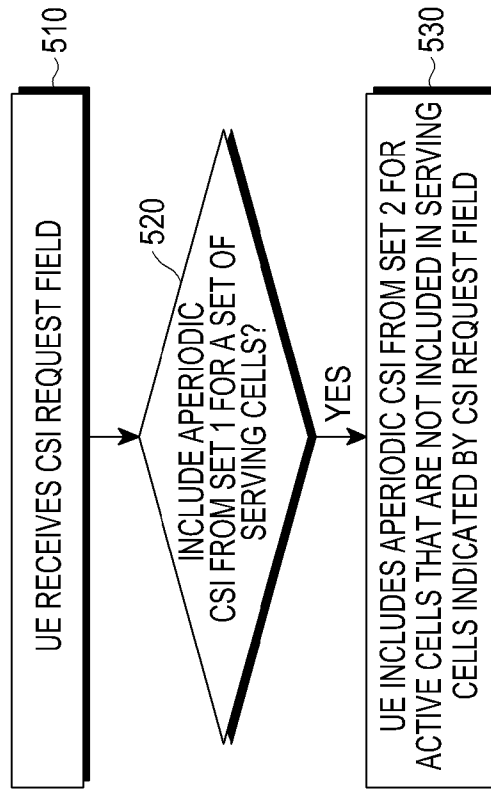 UE RECEIVES CSI REQUEST FIELD
510
520
INCLUDE APERIODIC
CSI FROM SET 1 FOR A SET OF
SERVING CELLS?
YES
530
UE INCLUDES APERIODIC CSI FROM SET 2 FOR
ACTIVE CELLS THAT ARE NOT INCLUDED IN SERVING
CELLS INDICATED BY CSI REQUEST FIELD